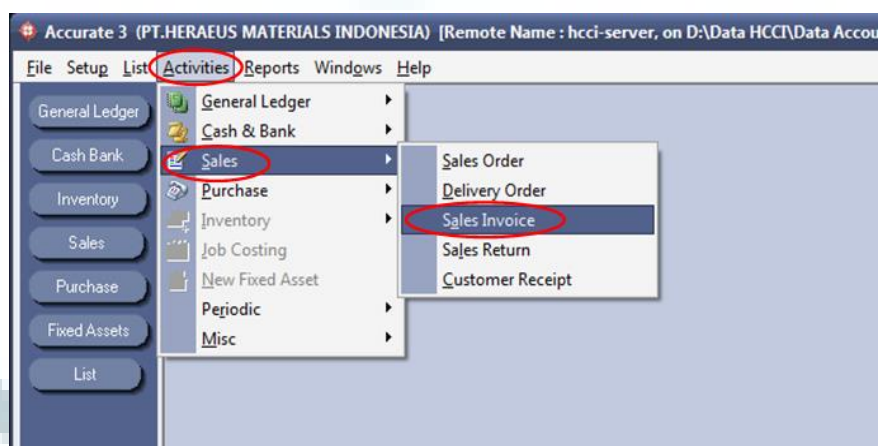 Accurate 3 (PT.HERAEUS MATERIALS INDONESIA) [Remote Name : hcci-server, on D:\Data HCCI\Data Accou
File Setup List Activities Reports Windows Help
General Ledger
Cash Bank
Inventory
Sales
Purchase
Fixed Assets
List
General Ledger
Cash & Bank
Sales
Purchase
Inventory
Job Costing
New Fixed Asset
Periodic
Misc
Sales Order
Delivery Order
Sales Invoice
Sales Return
Customer Receipt